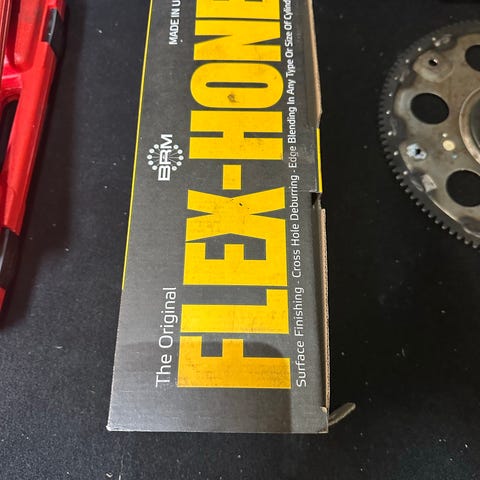 MADE IN U
BRM
The Original
FLEX-HONE
Surface Finishing • Cross Hole Deburring • Edge Blending In Any Type Or Size Of Cylind